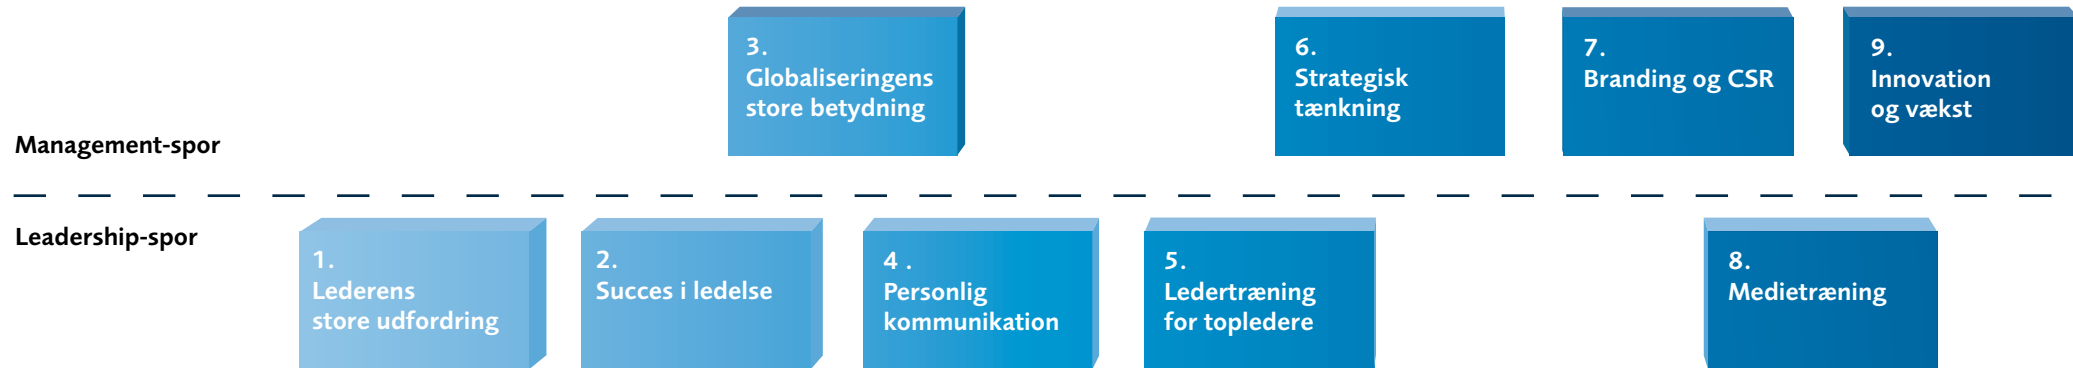 3.
Globaliseringens
store betydning
6.
Strategisk
tænkning
7.
Branding og CSR
9.
Innovation
og vækst
Management-spor
Leadership-spor
1.
Lederens
store udfordring
2.
Succes i ledelse
4 .
Personlig
kommunikation
5.
Ledertræning
for topledere
8.
Medietræning